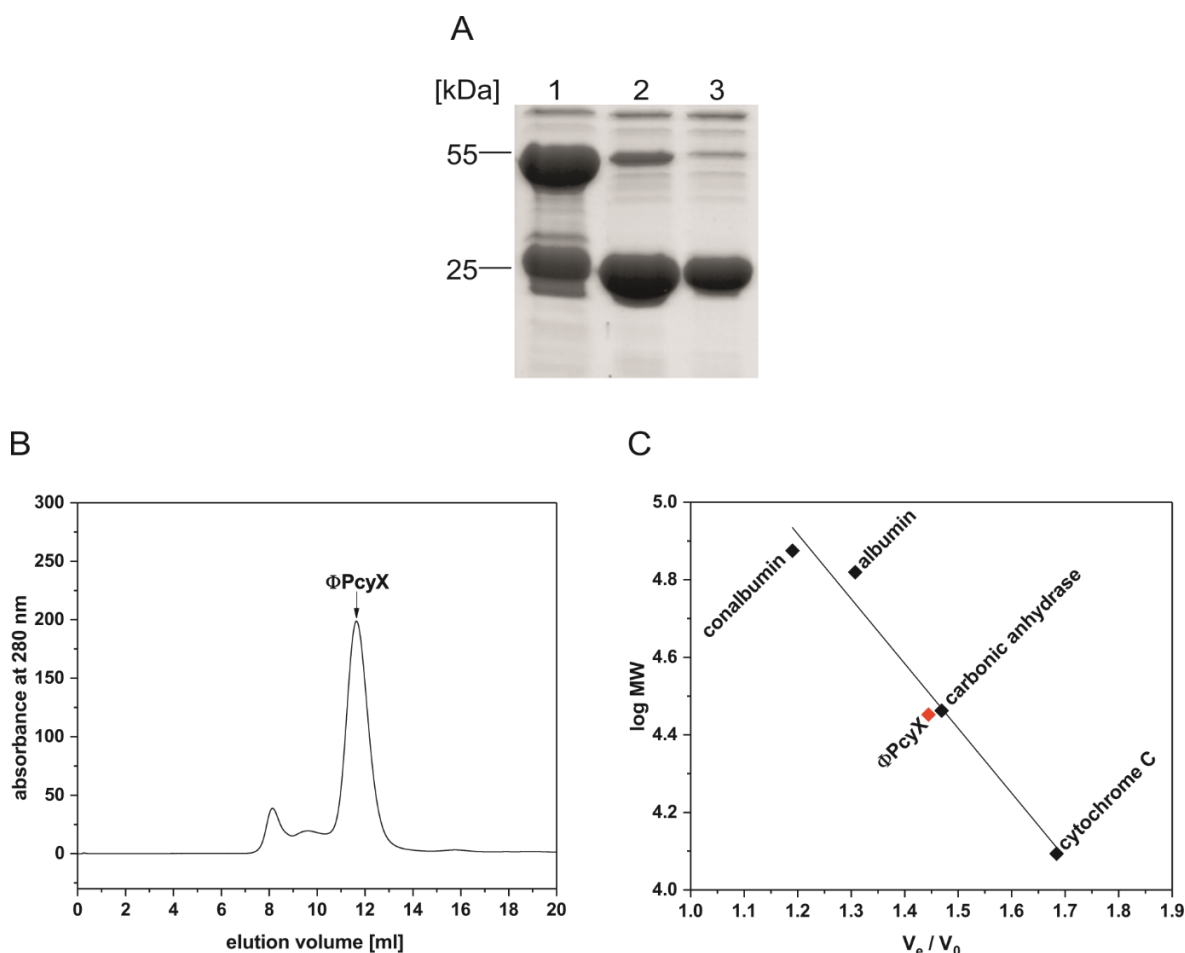 A
[kDa] 1 2 3
55
25
B
300
250
200
150
100
50
0
absorbance at 280 nm
ΦPcyX
0 2 4 6 8 10 12 14 16 18 20
elution volume [ml]
C
5.0
4.8
4.6
4.4
4.2
4.0
log MW
conalbumin
albumin
carbonic anhydrase
ΦPcyX
cytochrome C
1.0 1.1 1.2 1.3 1.4 1.5 1.6 1.7 1.8 1.9
Ve / V0